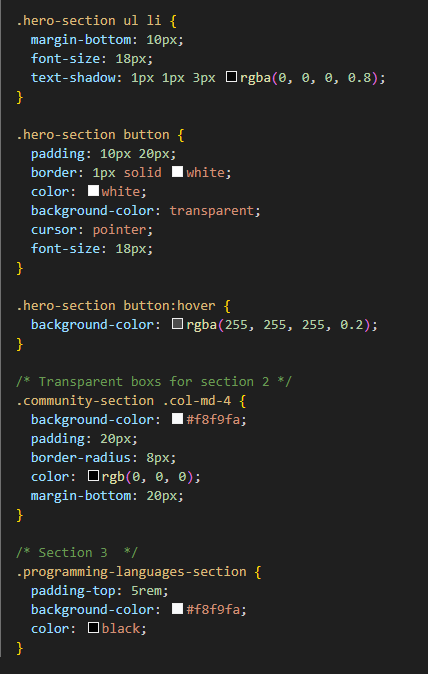 .hero-section ul li {
margin-bottom: 10px;
font-size: 18px;
text-shadow: 1px 1px 3px rgba(0, 0, 0, 0.8);
}
.hero-section button {
padding: 10px 20px;
border: 1px solid white;
color: white;
background-color: transparent;
cursor: pointer;
font-size: 18px;
}
.hero-section button:hover {
background-color: rgba(255, 255, 255, 0.2);
}
/* Transparent boxs for section 2 */
.community-section .col-md-4 {
background-color: #f8f9fa;
padding: 20px;
border-radius: 8px;
color: rgb(0, 0, 0);
margin-bottom: 20px;
}
/* Section 3  */
.programming-languages-section {
padding-top: 5rem;
background-color: #f8f9fa;
color: black;
}